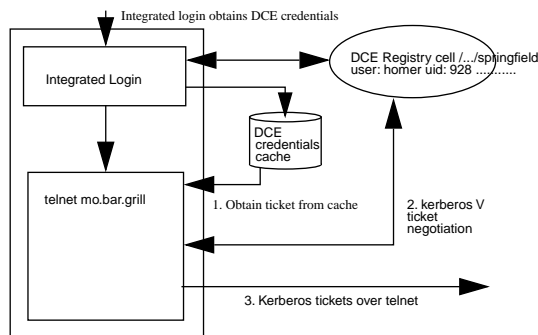 Integrated login obtains DCE credentials
Integrated Login
DCE Registry cell /.../springfield
user: homer uid: 928 ...........
DCE
credentials
cache
telnet mo.bar.grill
1. Obtain ticket from cache
2. kerberos V
ticket
negotiation
3. Kerberos tickets over telnet